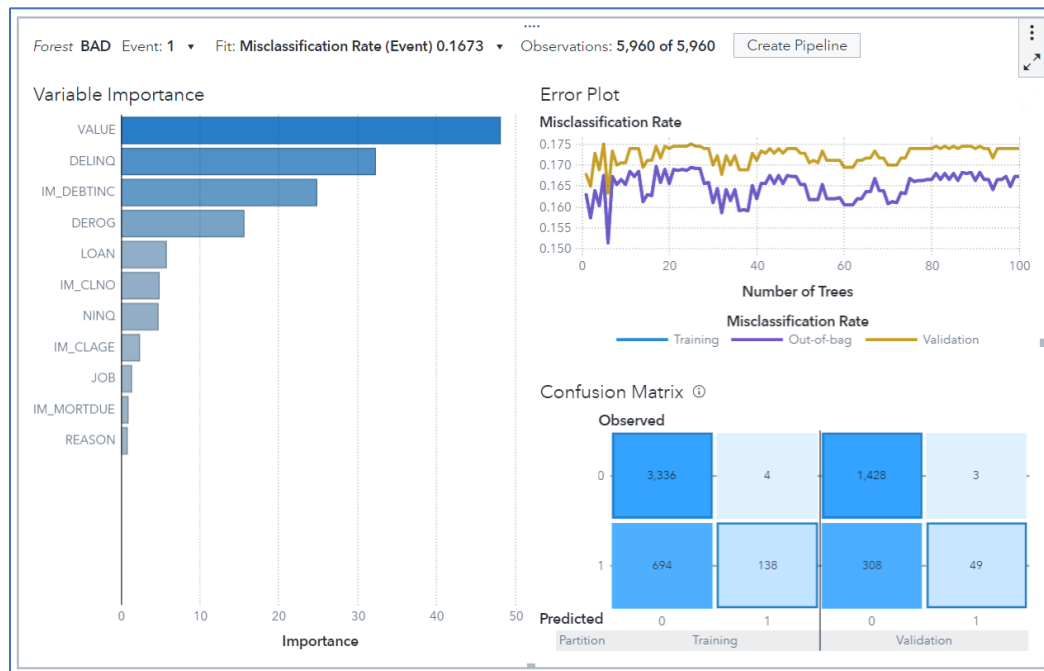 Forest BAD Event: 1 Fit: Misclassification Rate (Event) 0.1673 Observations: 5,960 of 5,960 Create Pipeline
Variable Importance
VALUE
DELINQ
IM_DEBTINC
DEROG
LOAN
IM_CLNO
NINQ
IM_CLAGE
JOB
IM_MORTDUE
REASON
0 10 20 30 40 50
Importance
Error Plot
Misclassification Rate
0.175
0.170
0.165
0.160
0.155
0.150
0 20 40 60 80 100
Number of Trees
Misclassification Rate
Training Out-of-bag Validation
Confusion Matrix
Observed
0 3,336 4 1,428 3
1 694 138 308 49
Predicted 0 1 0 1
Partition Training Validation